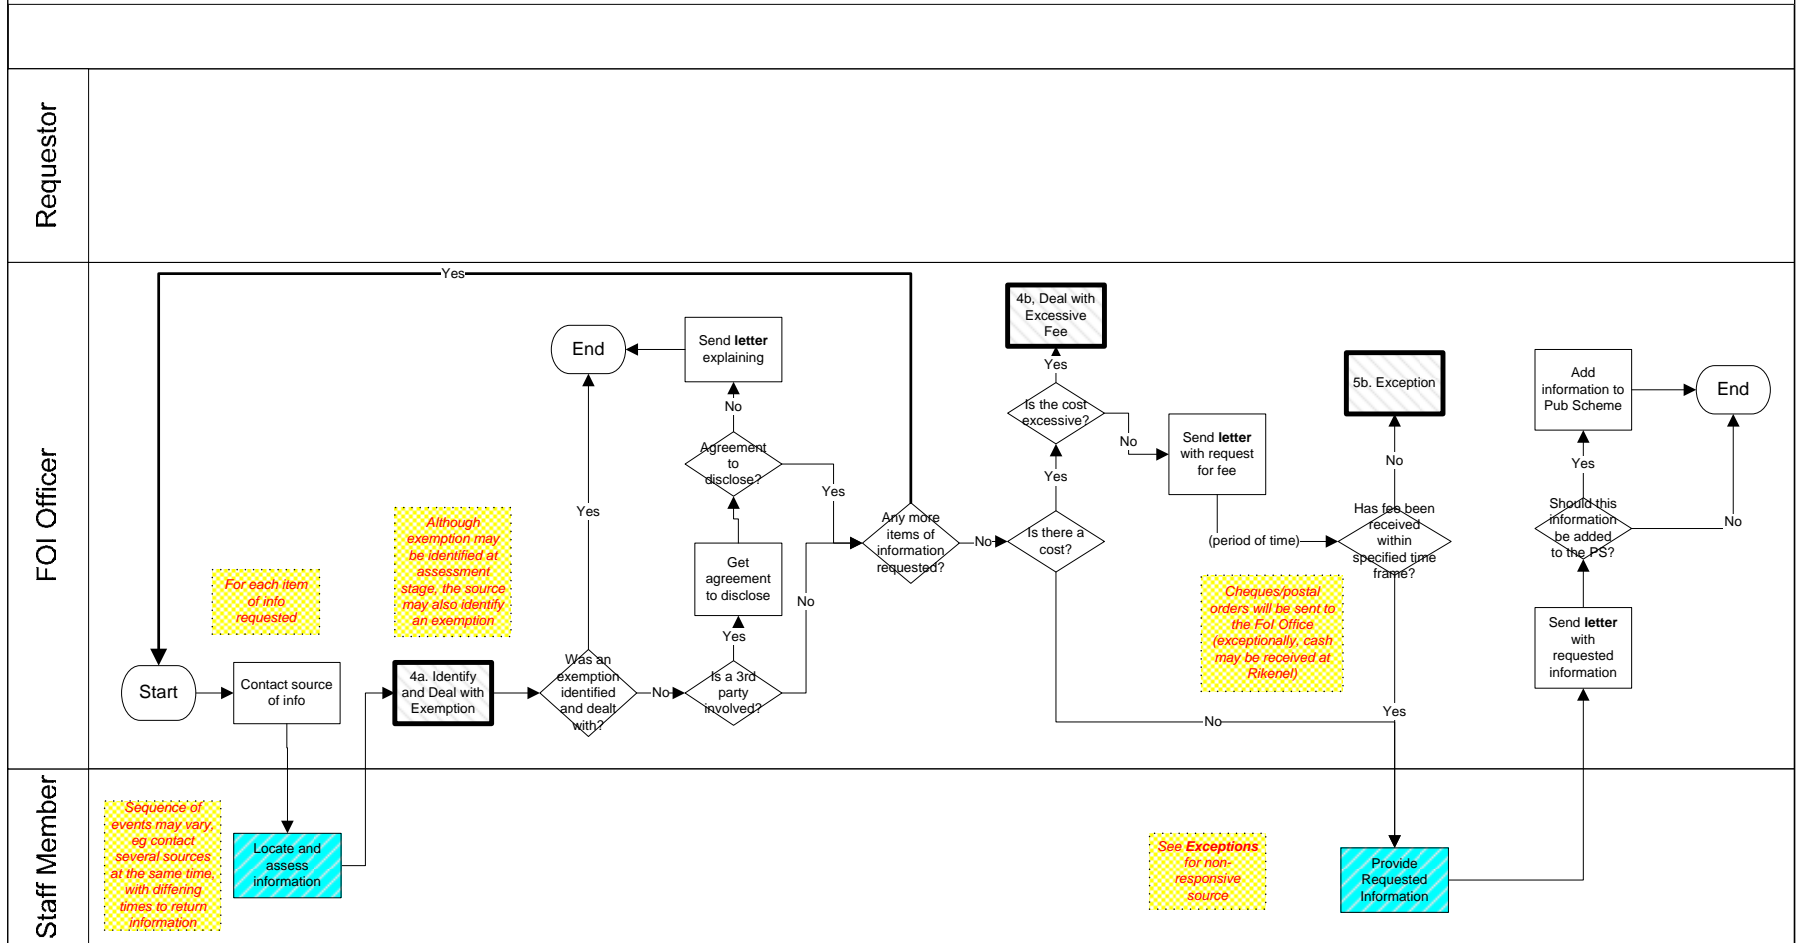 Requestor
FOI Officer
Staff Member
Yes
Start
For each item
of info
requested
Contact source
of info
Although
exemption may
be identified at
assessment
stage, the source
may also identify
an exemption
4a. Identify
and Deal with
Exemption
Was an
exemption
identified
and dealt
with?
Yes
End
No
Is a 3rd
party
involved?
Yes
Get
agreement
to disclose
Agreement
to
disclose?
No
Send letter
explaining
Yes
No
Any more
items of
information
requested?
No
Is there a
cost?
Yes
Is the cost
excessive?
Yes
4b, Deal with
Excessive
Fee
No
Send letter
with request
for fee
(period of time)
Has fee been
received
within
specified time
frame?
No
5b. Exception
Yes
No
Cheques/postal
orders will be sent to
the FoI Office
(exceptionally, cash
may be received at
Rikenel)
Send letter
with
requested
information
Should this
information
be added
to the PS?
Yes
Add
information to
Pub Scheme
End
No
Sequence of
events may vary,
eg contact
several sources
at the same time,
with differing
times to return
information
Locate and
assess
information
See Exceptions
for non-
responsive
source
Provide
Requested
Information